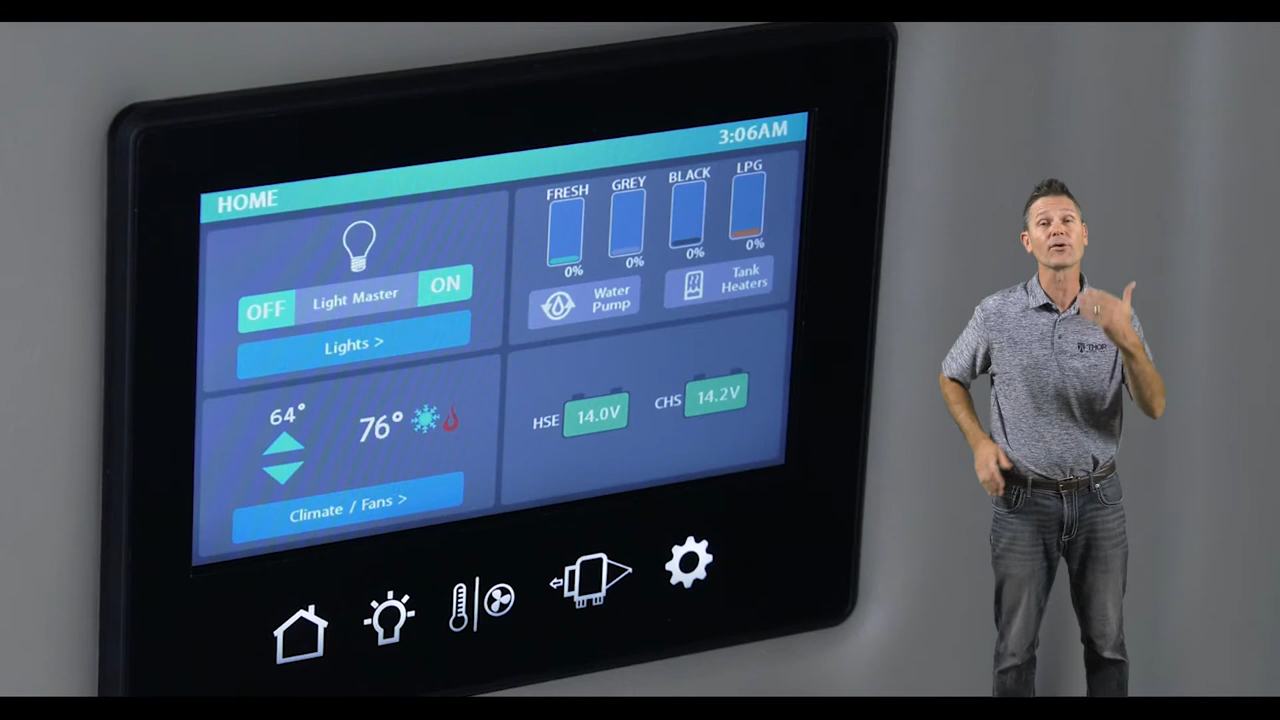 HOME
3:06AM
OFF
Light Master
ON
Lights >
FRESH
GREY
BLACK
LPG
0%
0%
0%
0%
Water
Pump
Tank
Heaters
64°
76°
Climate / Fans >
HSE
14.0V
CHS
14.2V
THOR